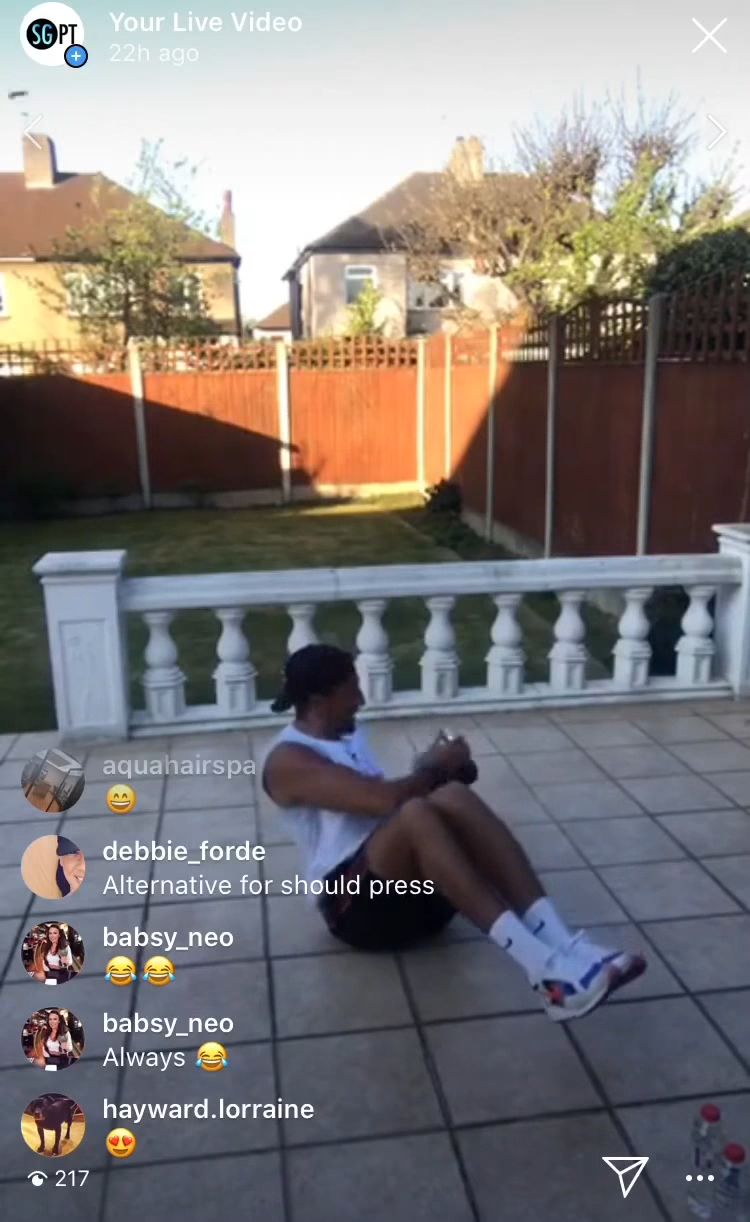 SGPT
Your Live Video
22h ago
aquahairspa
😄
debbie_forde
Alternative for should press
babsy_neo
😂😂
babsy_neo
Always 😂
hayward.lorraine
😍
217